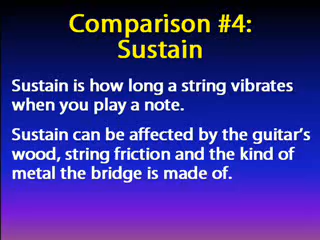 Comparison #4:
Sustain
Sustain is how long a string vibrates
when you play a note.
Sustain can be affected by the guitar's
wood, string friction and the kind of
metal the bridge is made of.